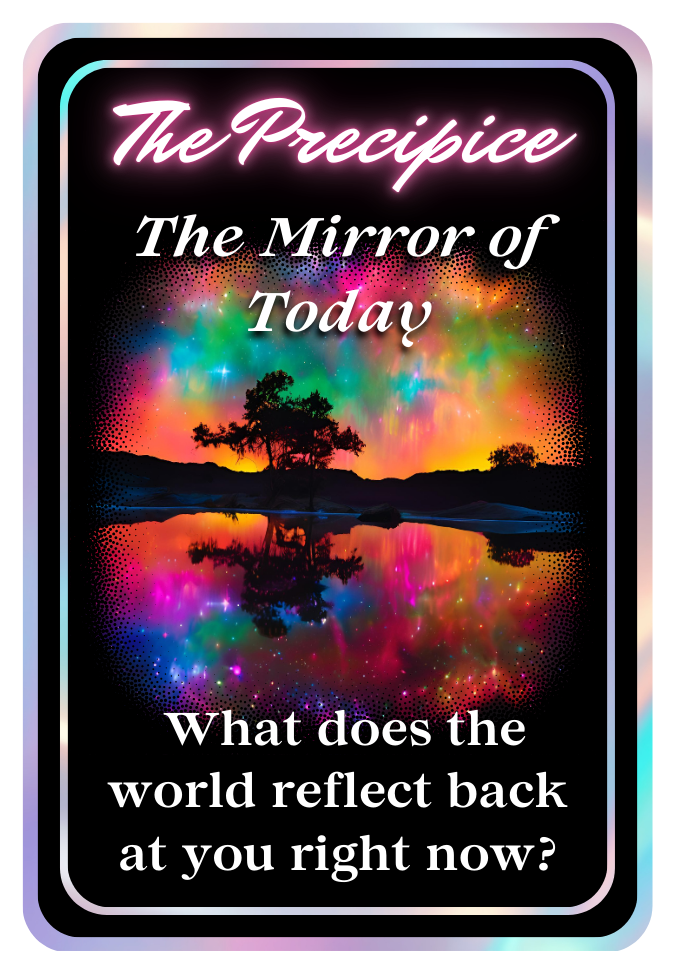 The Precipice
The Mirror of
Today
What does the
world reflect back
at you right now?